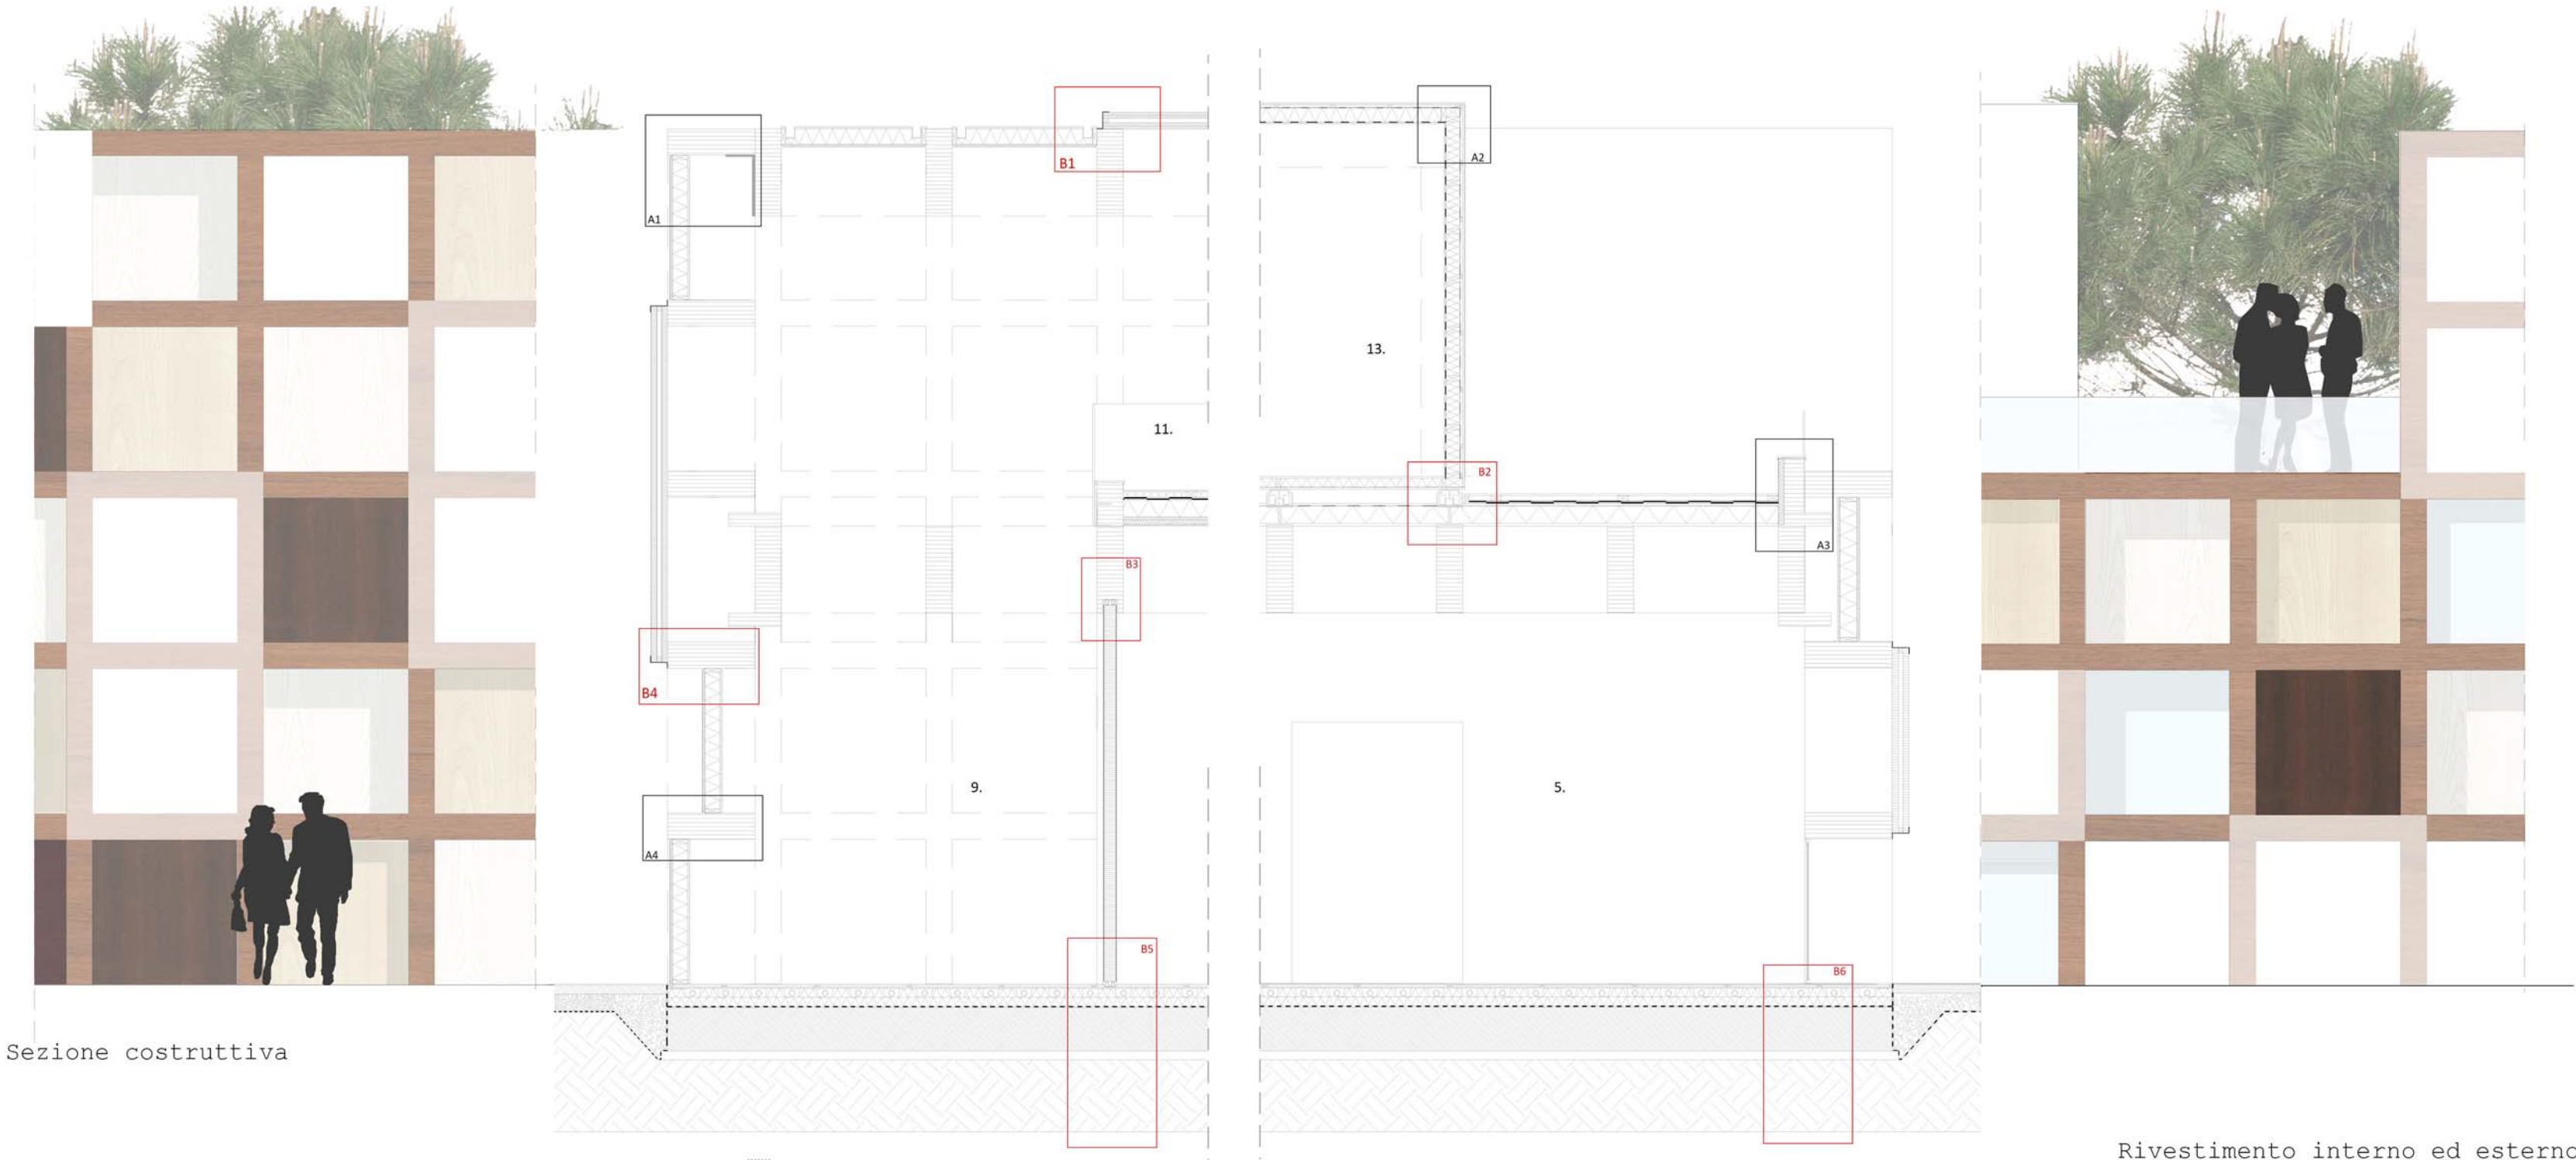 A1
B1
A2
13.
11.
B2
A3
B3
B4
9.
5.
A4
B5
B6
Sezione costruttiva
Rivestimento interno ed esterno